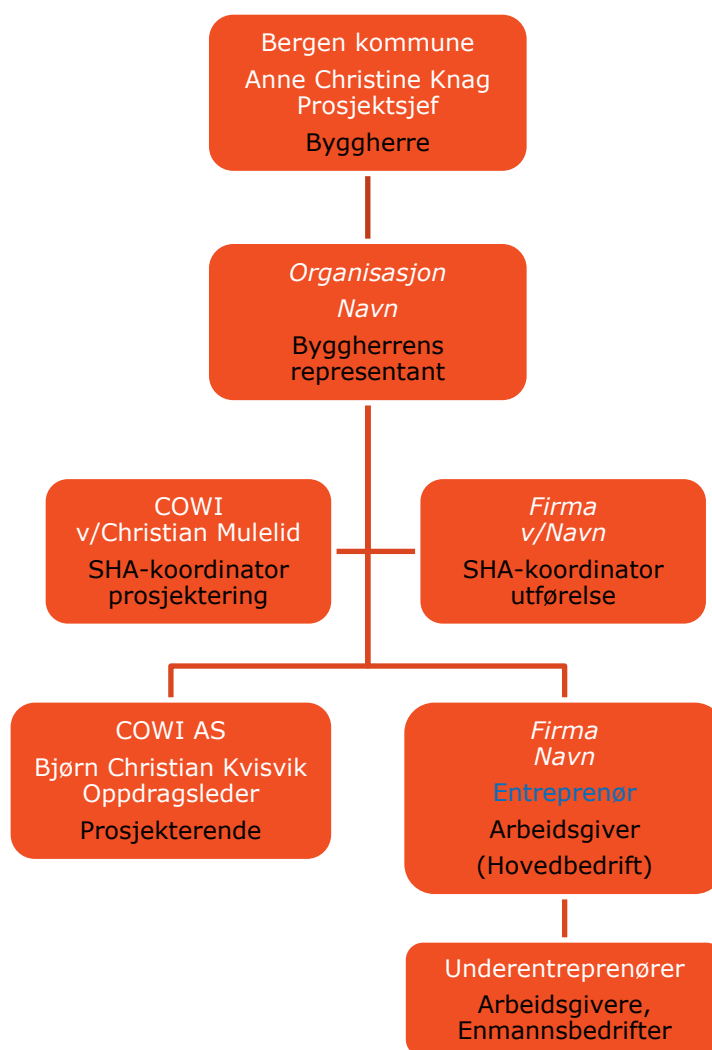 Bergen kommune
Anne Christine Knag
Prosjektsjef
Byggherre
Organisasjon
Navn
Byggherrens
representant
COWI
v/Christian Mulelid
SHA-koordinator
prosjektering
Firma
v/Navn
SHA-koordinator
utførelse
COWI AS
Bjørn Christian Kvisvik
Oppdragsleder
Prosjekterende
Firma
Navn
Entreprenør
Arbeidsgiver
(Hovedbedrift)
Underentreprenører
Arbeidsgivere,
Enmannsbedrifter